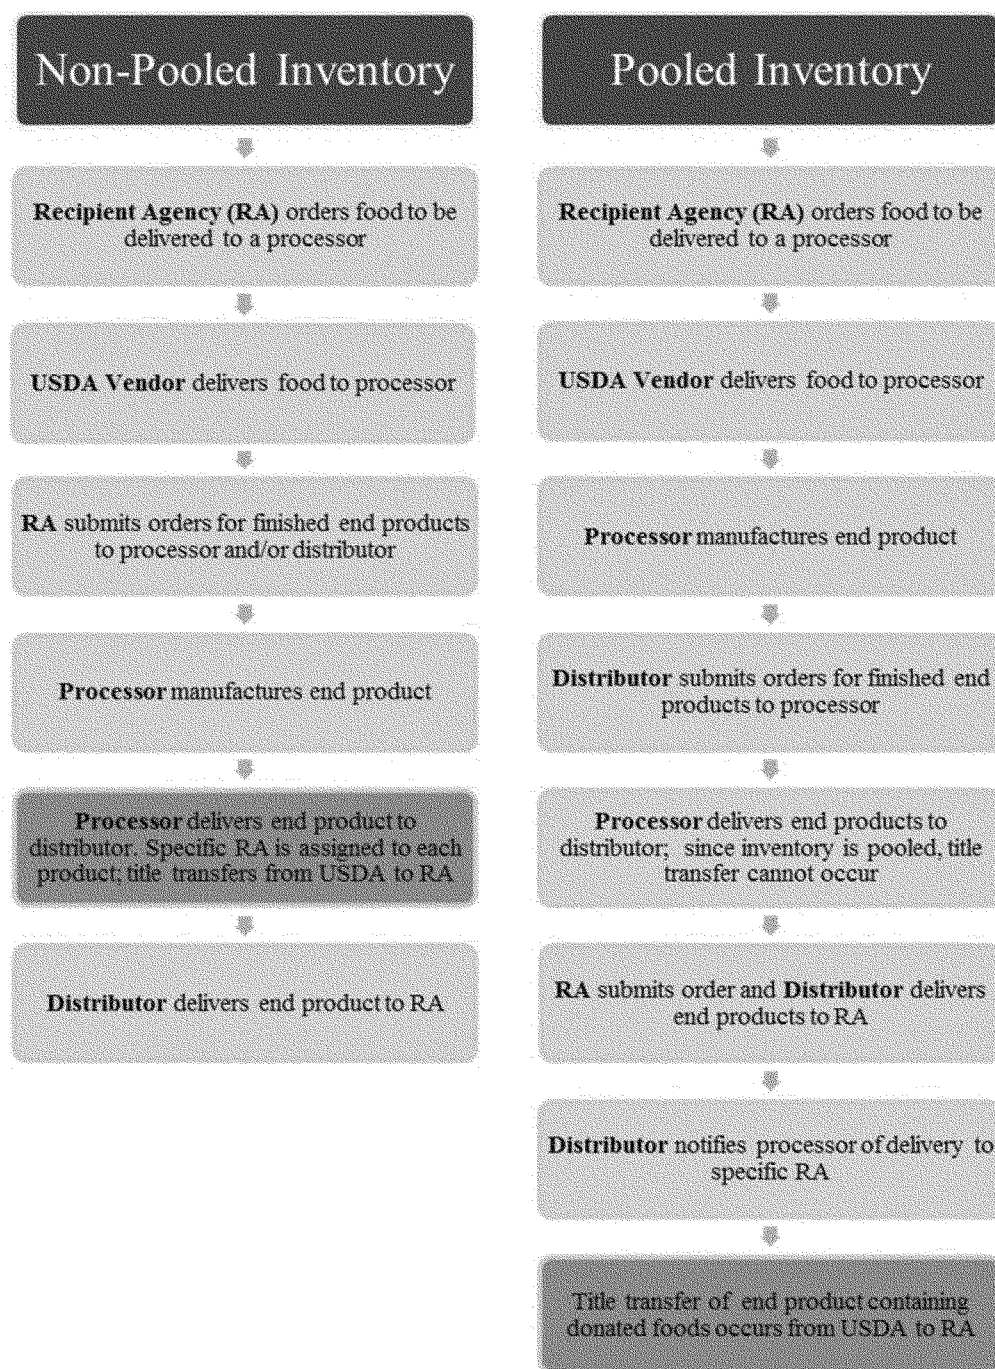 Non-Pooled Inventory
Recipient Agency (RA) orders food to be
delivered to a processor
USDA Vendor delivers food to processor
RA submits orders for finished end products
to processor and/or distributor
Processor manufactures end product
Processor delivers end product to
distributor. Specific RA is assigned to each
product; title transfers from USDA to RA
Distributor delivers end product to RA
Pooled Inventory
Recipient Agency (RA) orders food to be
delivered to a processor
USDA Vendor delivers food to processor
Processor manufactures end product
Distributor submits orders for finished end
products to processor
Processor delivers end products to
distributor; since inventory is pooled, title
transfer cannot occur
RA submits order and Distributor delivers
end products to RA
Distributor notifies processor of delivery to
specific RA
Title transfer of end product containing
donated foods occurs from USDA to RA